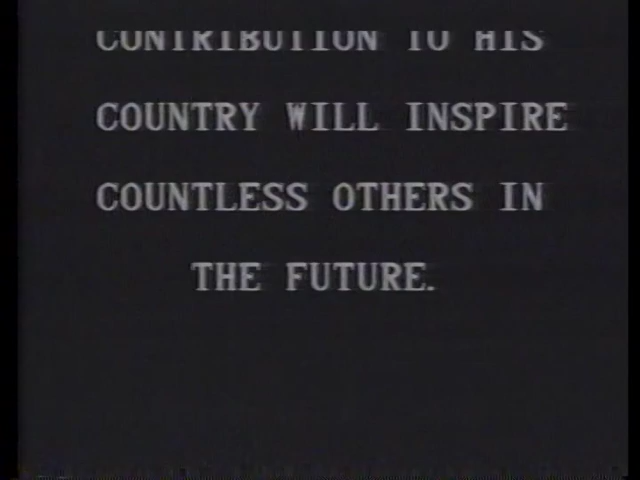 CONTRIBUTION TO HIS
COUNTRY WILL INSPIRE
COUNTLESS OTHERS IN
THE FUTURE.